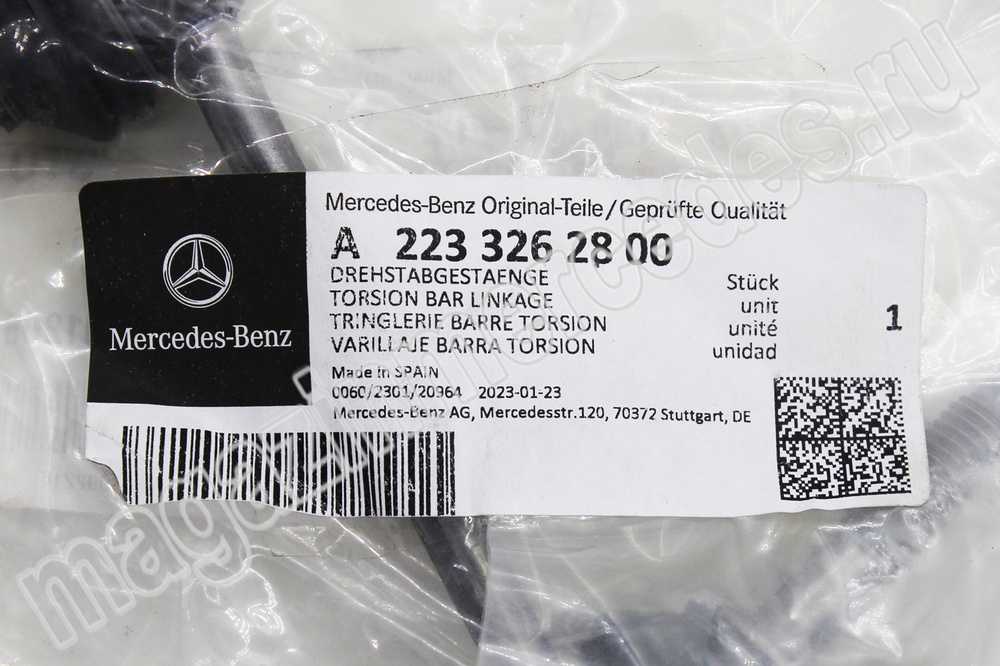 Mercedes-Benz
Mercedes-Benz Original-Teile/Geprüfte Qualität
A 223 326 28 00
DREHSTABGESTAENGE
TORSION BAR LINKAGE
TRINGLERIE BARRE TORSION
VARILLAJE BARRA TORSION
Stück
unit
unité
unidad
1
Made in SPAIN
0060/2301/20964 2023-01-23
Mercedes-Benz AG, Mercedesstr.120, 70372 Stuttgart, DE
magazinmercedes.ru